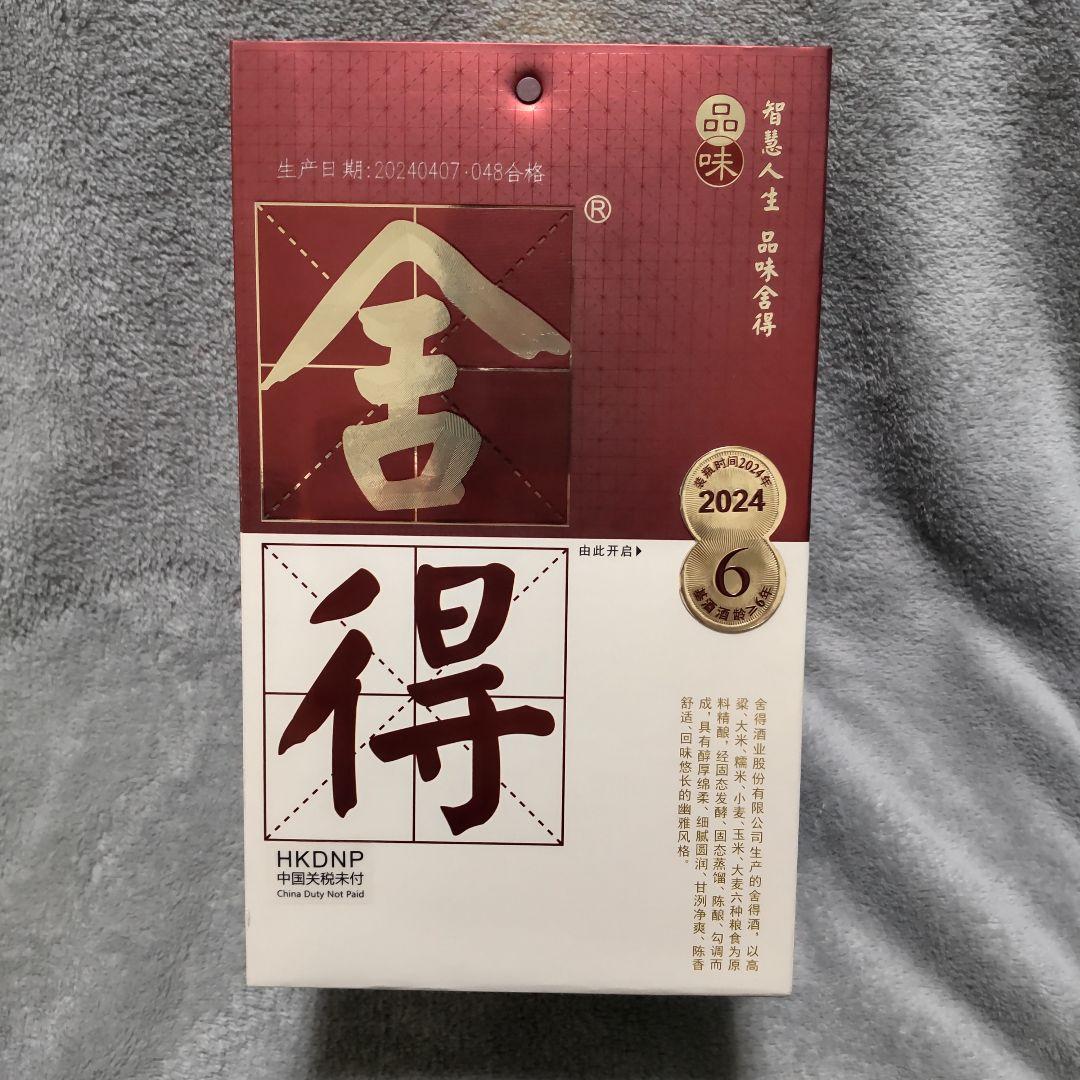 生产日期:20240407·048合格
品味
智慧人生 品味舍得
舍
®
得
由此开启
装瓶时间2024年
2024
6
基酒酒龄≥6年
舍得酒业股份有限公司生产的舍得酒，以高
粱、大米、糯米、小麦、玉米、大麦六种粮食为原
料精酿，经固态发酵、固态蒸馏、陈酿、勾调而
成，具有醇厚绵柔、细腻圆润、甘洌净爽、陈香
舒适、回味悠长的幽雅风格。
HKDNP
中国关税未付
China Duty Not Paid